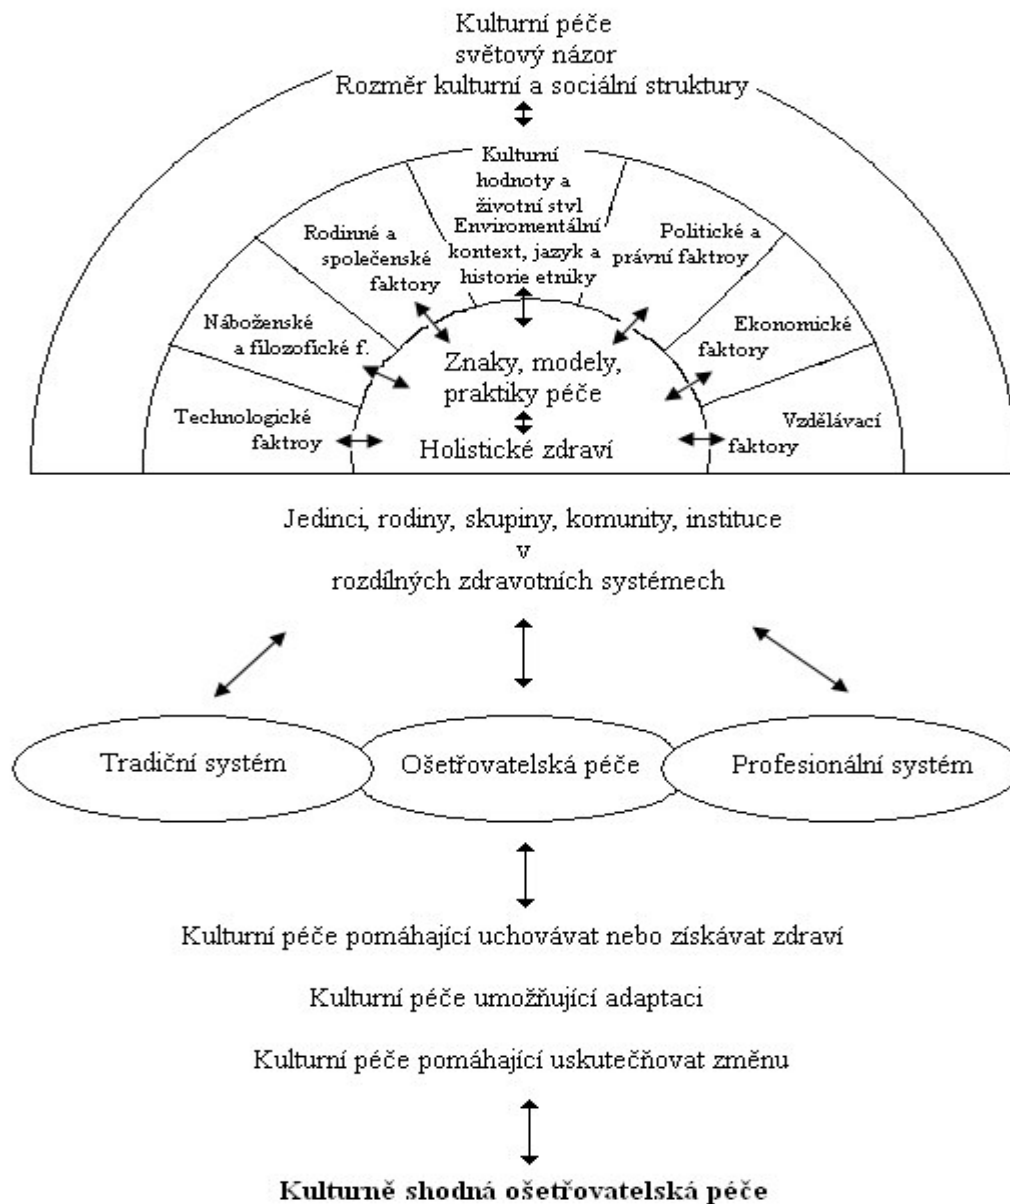 Kulturní péče
světový názor
Rozměr kulturní a sociální struktury
Kulturní
hodnoty a
životní stvl
Enviromentální
kontext, jazyk a
historie etniky
Rodinné a
společenské
faktory
Politické a
právní faktroy
Náboženské
a filozofické f.
Ekonomické
faktory
Technologické
faktroy
Vzdělávací
faktory
Znaky, modely,
praktiky péče
Holistické zdraví
Jedinci, rodiny, skupiny, komunity, instituce
v
rozdílných zdravotních systémech
Tradiční systém
Ošetřovatelská péče
Profesionální systém
Kulturní péče pomáhající uchovávat nebo získávat zdraví
Kulturní péče umožňující adaptaci
Kulturní péče pomáhající uskutečňovat změnu
Kulturně shodná ošetřovatelská péče